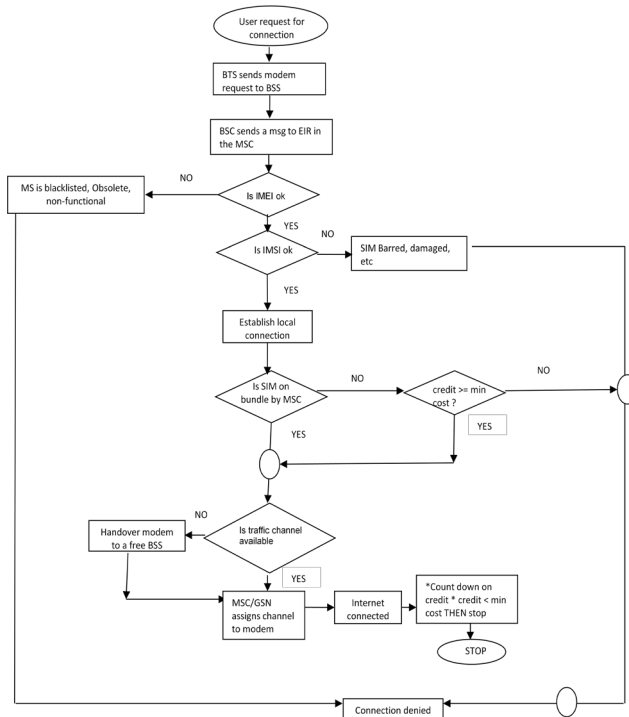 User request for
connection
BTS sends modem
request to BSS
BSC sends a msg to EIR in
the MSC
NO
MS is blacklisted, Obsolete,
non-functional
Is IMEI ok
YES
NO
Is IMSI ok
SIM Barred, damaged,
etc
YES
Establish local
connection
NO
NO
Is SIM on
bundle by MSC
credit >= min
cost ?
YES
YES
NO
Is traffic channel
available
Handover modem
to a free BSS
YES
MSC/GSN
assigns channel
to modem
Internet
connected
*Count down on
credit * credit < min
cost THEN stop
STOP
Connection denied